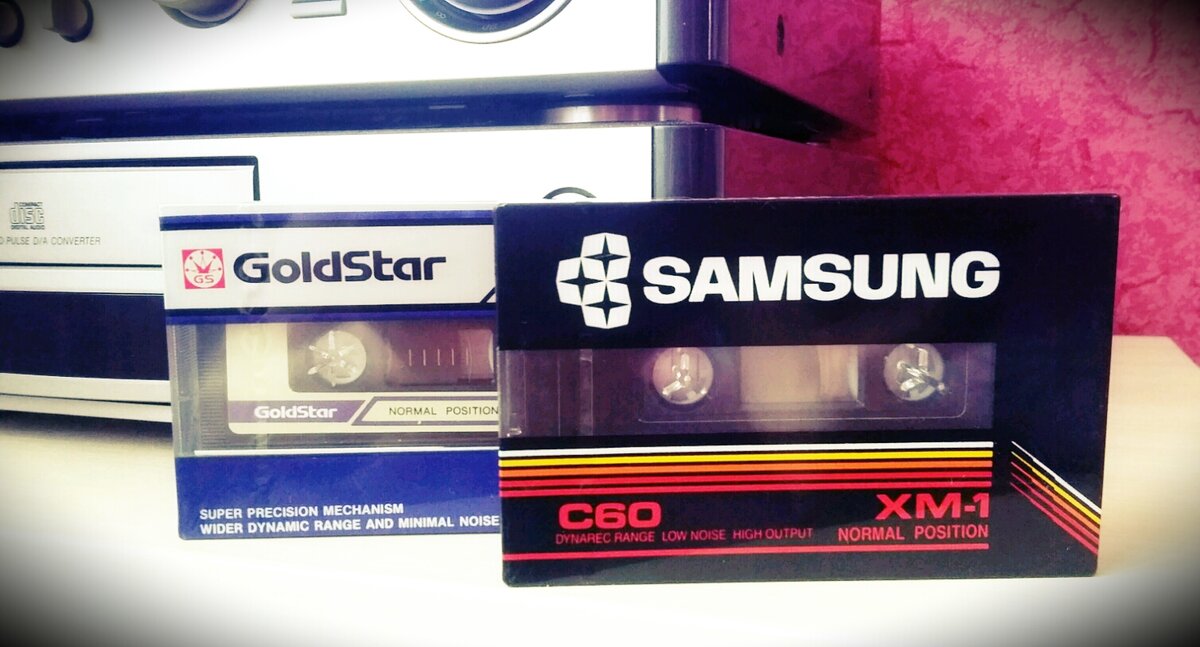 COMPACT
disc
DIGITAL AUDIO
PULSE D/A CONVERTER
GS
GoldStar
GoldStar
NORMAL POSITION
SUPER PRECISION MECHANISM
WIDER DYNAMIC RANGE AND MINIMAL NOISE
SAMSUNG
C60
DYNAREC RANGE LOW NOISE HIGH OUTPUT
XM-1
NORMAL POSITION